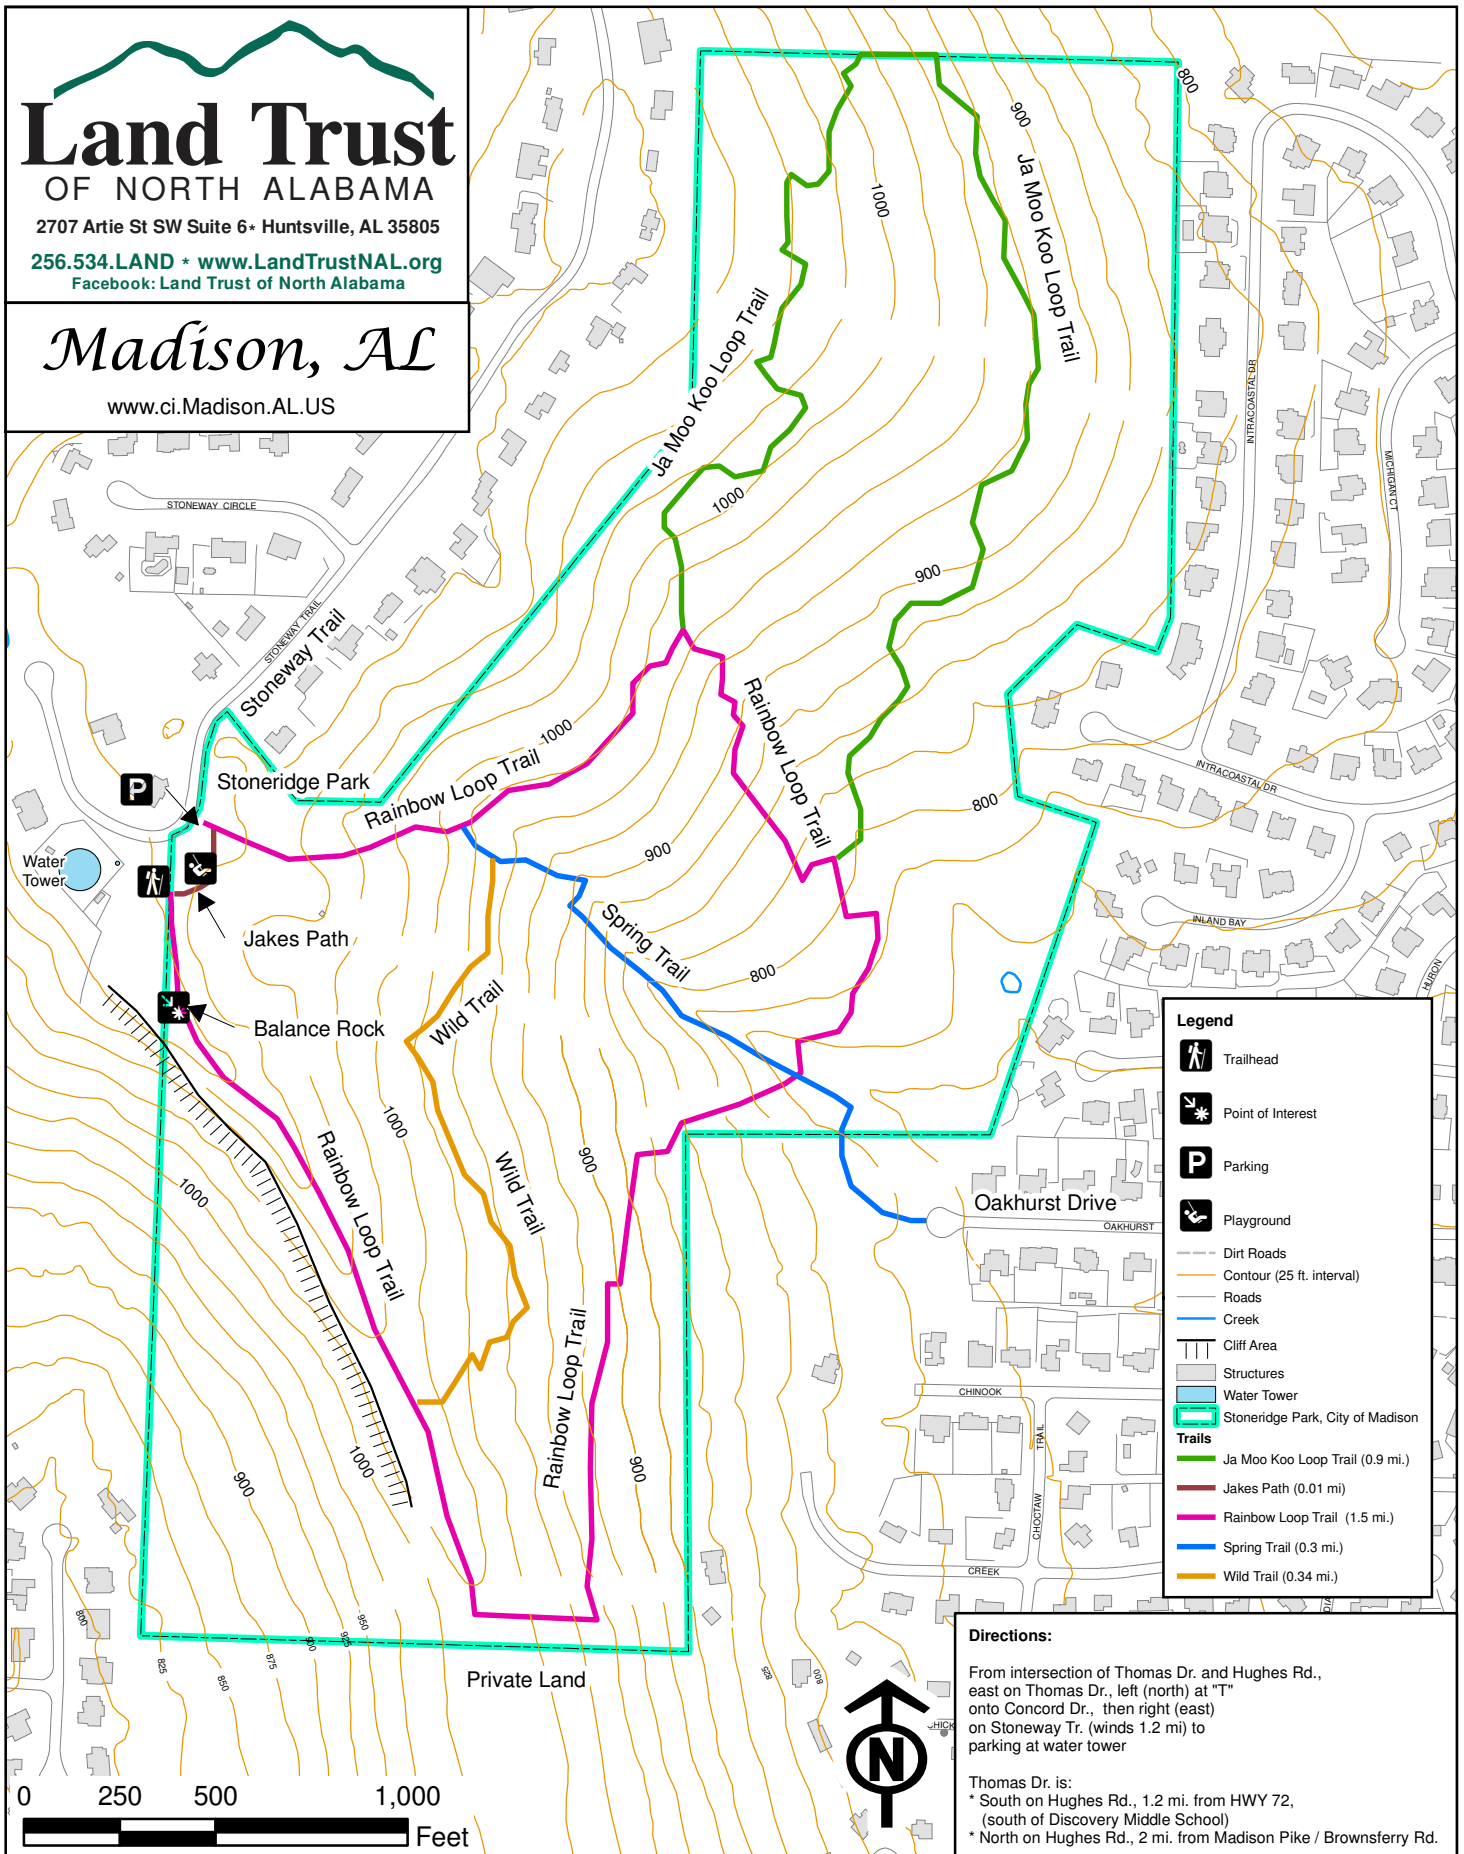 Land Trust
OF NORTH ALABAMA
2707 Artie St SW Suite 6* Huntsville, AL 35805
256.534.LAND * www.LandTrustNAL.org
Facebook: Land Trust of North Alabama
Madison, AL
www.ci.Madison.AL.US
800
900
1000
Ja Moo Koo Loop Trail
Ja Moo Koo Loop Trail
INTRACOASTAL DR
MICHIGAN CT
1000
STONEWAY CIRCLE
900
STONEWAY TRAIL
Stoneway Trail
Rainbow Loop Trail
1000
Stoneridge Park
Rainbow Loop Trail
INTRACOASTAL DR
P
800
900
Water
Tower
INLAND BAY
Spring Trail
Jakes Path
800
HURON
Wild Trail
Balance Rock
1000
Rainbow Loop Trail
Wild Trail
900
1000
Oakhurst Drive
OAKHURST
Rainbow Loop Trail
CHINOOK
TRAIL
CHOCTAW
1000
900
900
CREEK
800
950
925
900
875
850
825
825
800
Private Land
Legend
Trailhead
Point of Interest
P
Parking
Playground
Dirt Roads
Contour (25 ft. interval)
Roads
Creek
Cliff Area
Structures
Water Tower
Stoneridge Park, City of Madison
Trails
Ja Moo Koo Loop Trail (0.9 mi.)
Jakes Path (0.01 mi)
Rainbow Loop Trail (1.5 mi.)
Spring Trail (0.3 mi.)
Wild Trail (0.34 mi.)
Directions:
From intersection of Thomas Dr. and Hughes Rd.,
east on Thomas Dr., left (north) at "T"
onto Concord Dr., then right (east)
on Stoneway Tr. (winds 1.2 mi) to
parking at water tower
Thomas Dr. is:
* South on Hughes Rd., 1.2 mi. from HWY 72,
(south of Discovery Middle School)
* North on Hughes Rd., 2 mi. from Madison Pike / Brownsferry Rd.
N
0 250 500 1,000
Feet